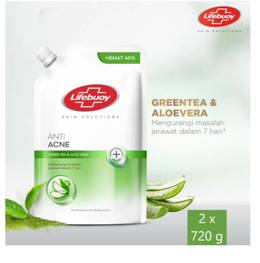 Lifebuoy
SKIN SOLUTIONS
HEMAT 40%
Lifebuoy
SKIN SOLUTIONS
ANTI
ACNE
GREEN TEA & ALOE VERA
GREENTEA &
ALOEVERA
Mengurangi masalah
jerawat dalam 7 hari*
2 x
720 g